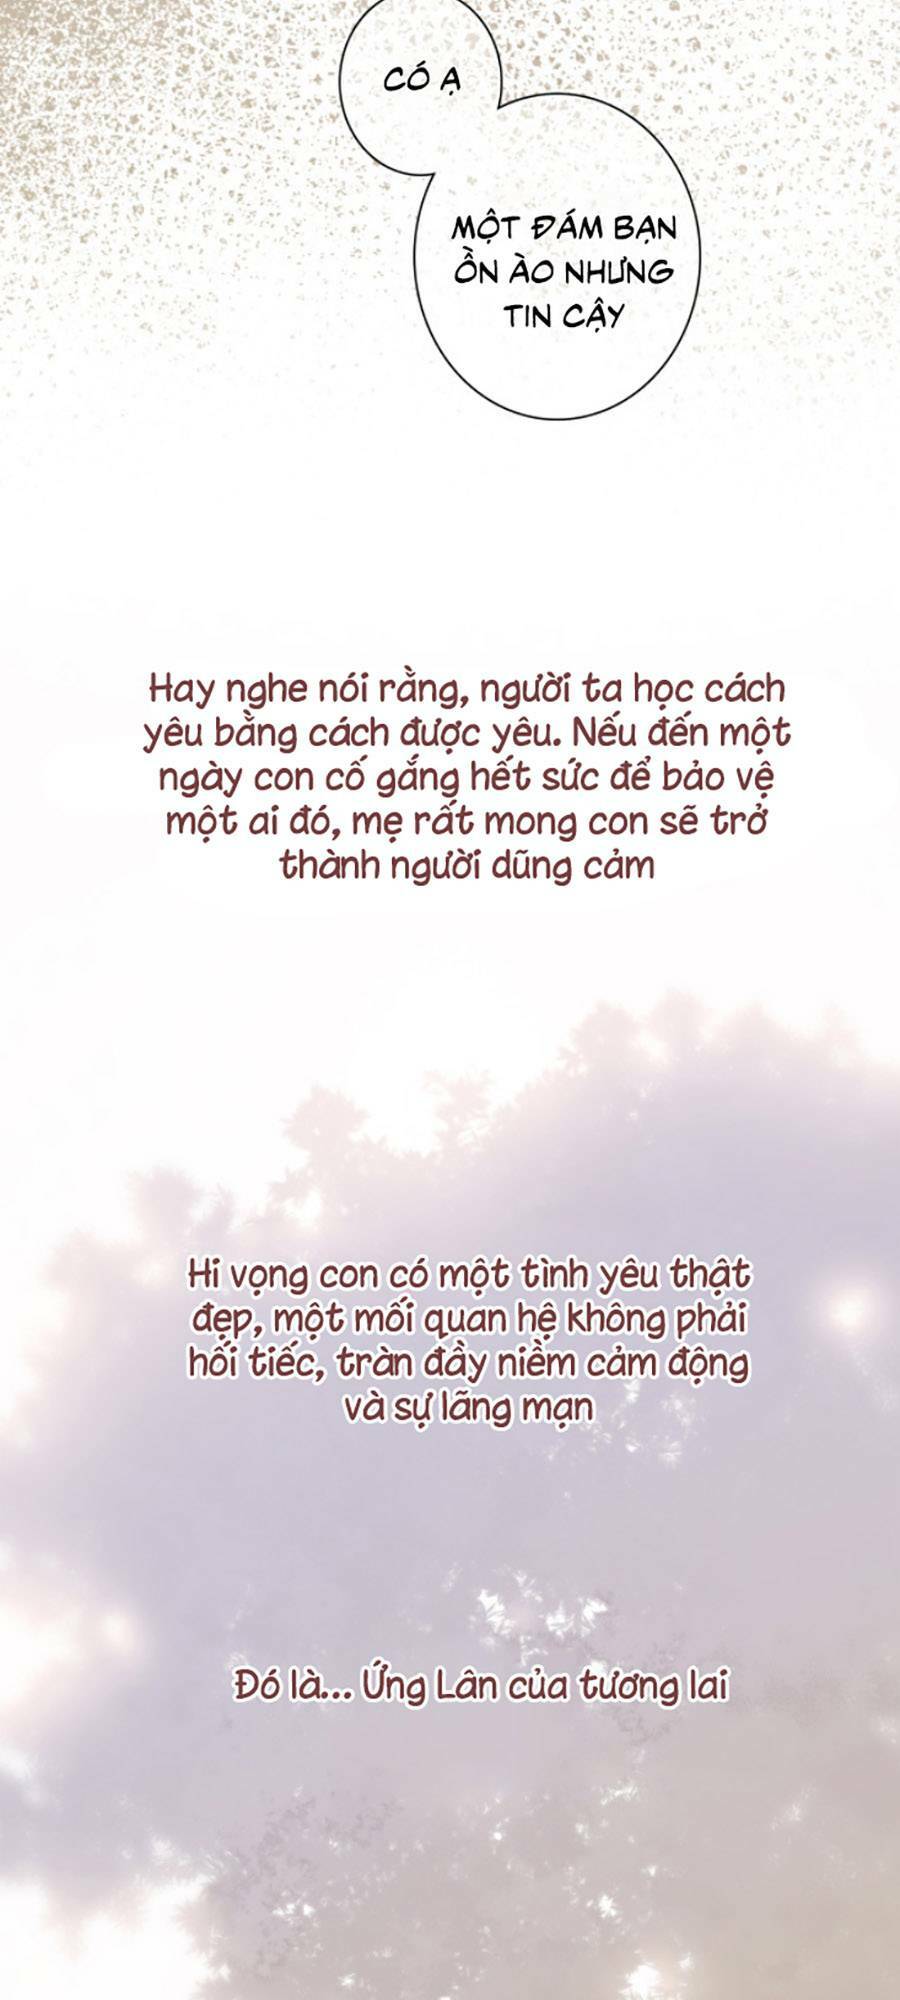 CÓ Ạ
MỘT ĐÁM BẠN
ỒN ÀO NHƯNG
TIN CẬY
Hay nghe nói rằng, người ta học cách
yêu bằng cách được yêu. Nếu đến một
ngày con cố gắng hết sức để bảo vệ
một ai đó, mẹ rất mong con sẽ trở
thành người dũng cảm
Hi vọng con có một tình yêu thật
đẹp, một mối quan hệ không phải
hối tiếc, tràn đầy niềm cảm động
và sự lãng mạn
Đó là... Ứng Lân của tương lai